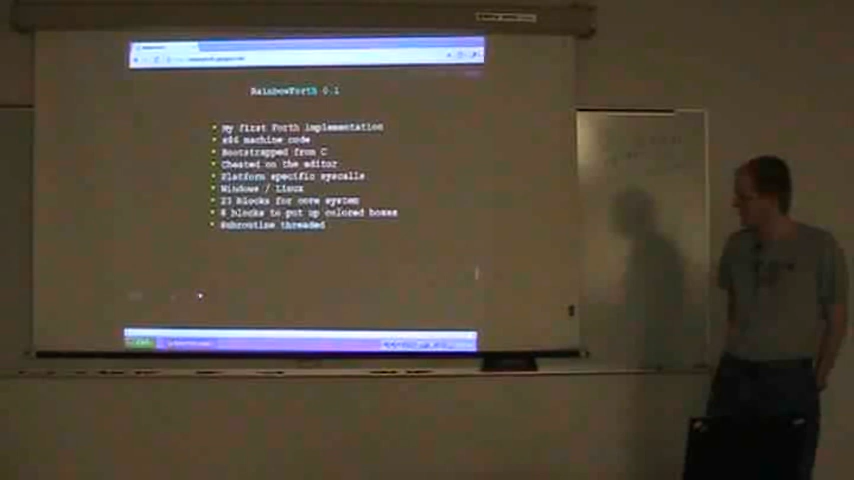 RainbowForth 0.1
My first Forth implementation
x86 machine code
Bootstrapped from C
Cheated on the editor
Platform specific syscalls
Windows / Linux
23 blocks for core system
8 blocks to put up colored boxes
Subroutine threaded